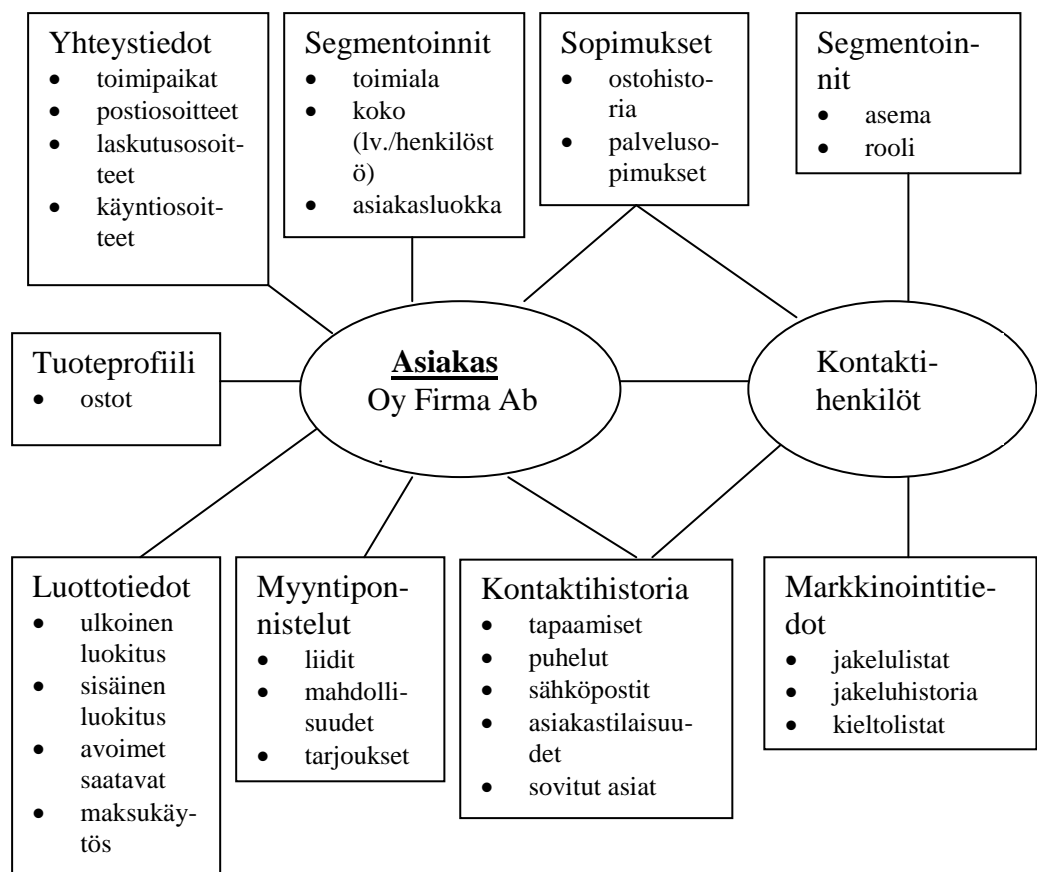 Yhteystiedot
• toimipaikat
• postiosoitteet
• laskutusosoit-
teet
• käyntiosoit-
teet
Segmentoinnit
• toimiala
• koko
(lv./henkilöst
ö)
• asiakasluokka
Sopimukset
• ostohisto-
ria
• palveluso-
pimukset
Segmentoin-
nit
• asema
• rooli
Tuoteprofiili
• ostot
Asiakas
Oy Firma Ab
Kontakti-
henkilöt
Luottotiedot
• ulkoinen
luokitus
• sisäinen
luokitus
• avoimet
saatavat
• maksukäy-
tös
Myyntipon-
nistelut
• liidit
• mahdolli-
suudet
• tarjoukset
Kontaktihistoria
• tapaamiset
• puhelut
• sähköpostit
• asiakastilaisuu-
det
• sovitut asiat
Markkinointitie-
dot
• jakelulistat
• jakeluhistoria
• kieltolistat